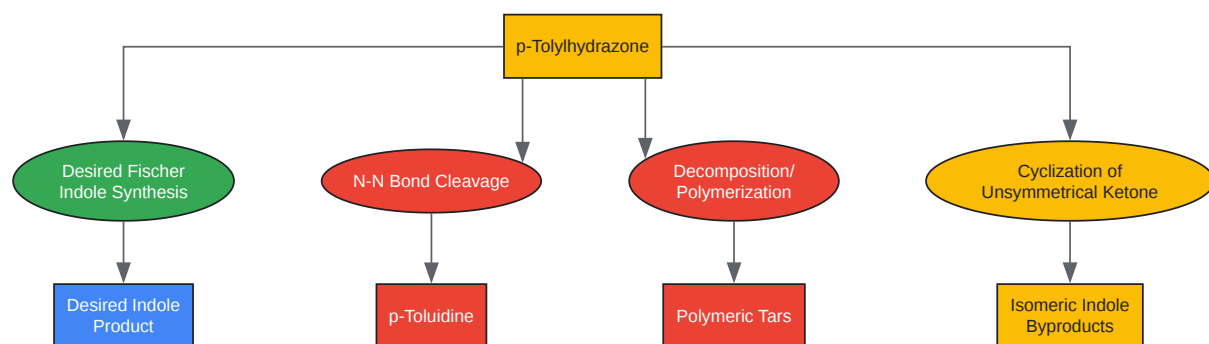 p-Tolylhydrazone
Desired Fischer
Indole Synthesis
N-N Bond Cleavage
Decomposition/
Polymerization
Cyclization of
Unsymmetrical Ketone
Desired Indole
Product
p-Toluidine
Polymeric Tars
Isomeric Indole
Byproducts